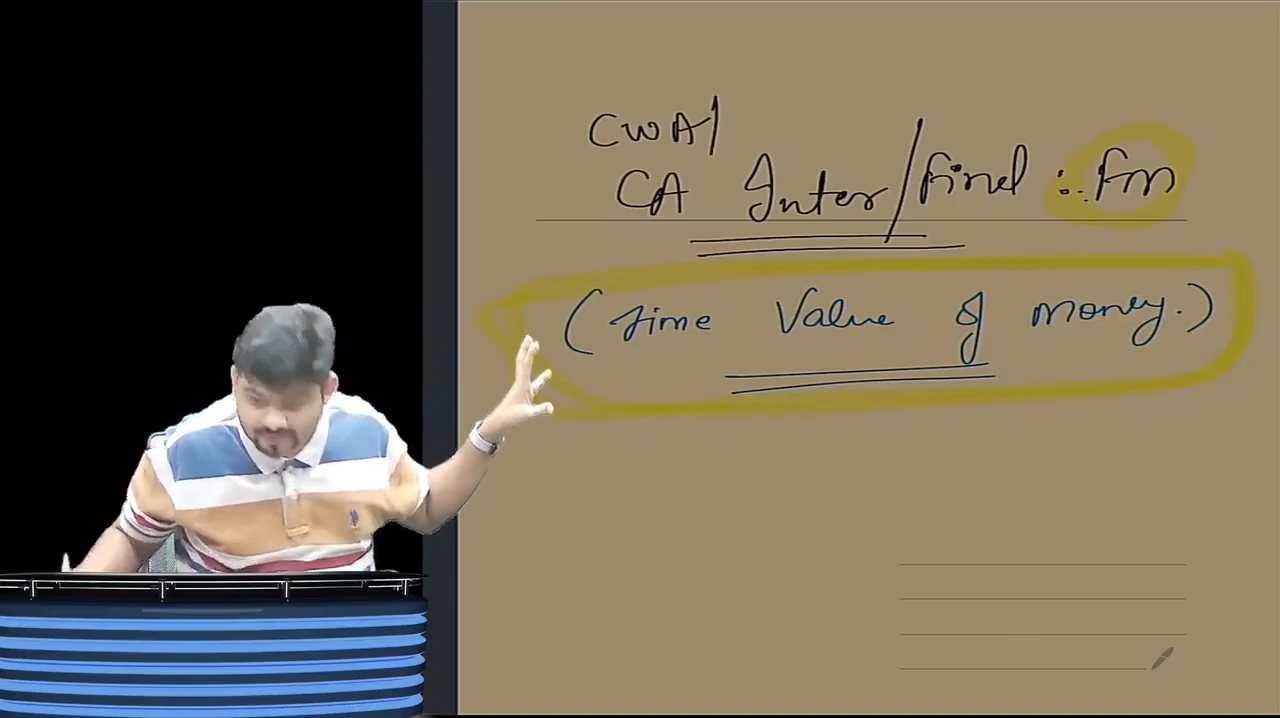 CWA/
CA Inter/Final : FM
(Time Value of Money.)